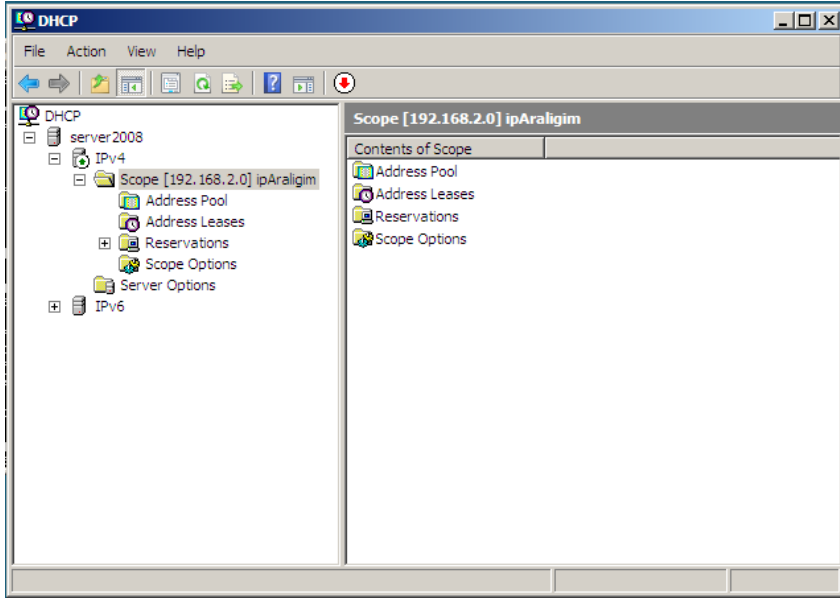 DHCP
File Action View Help
DHCP
server2008
IPv4
Scope [192.168.2.0] ipAraligim
Address Pool
Address Leases
Reservations
Scope Options
Server Options
IPv6
Scope [192.168.2.0] ipAraligim
Contents of Scope
Address Pool
Address Leases
Reservations
Scope Options